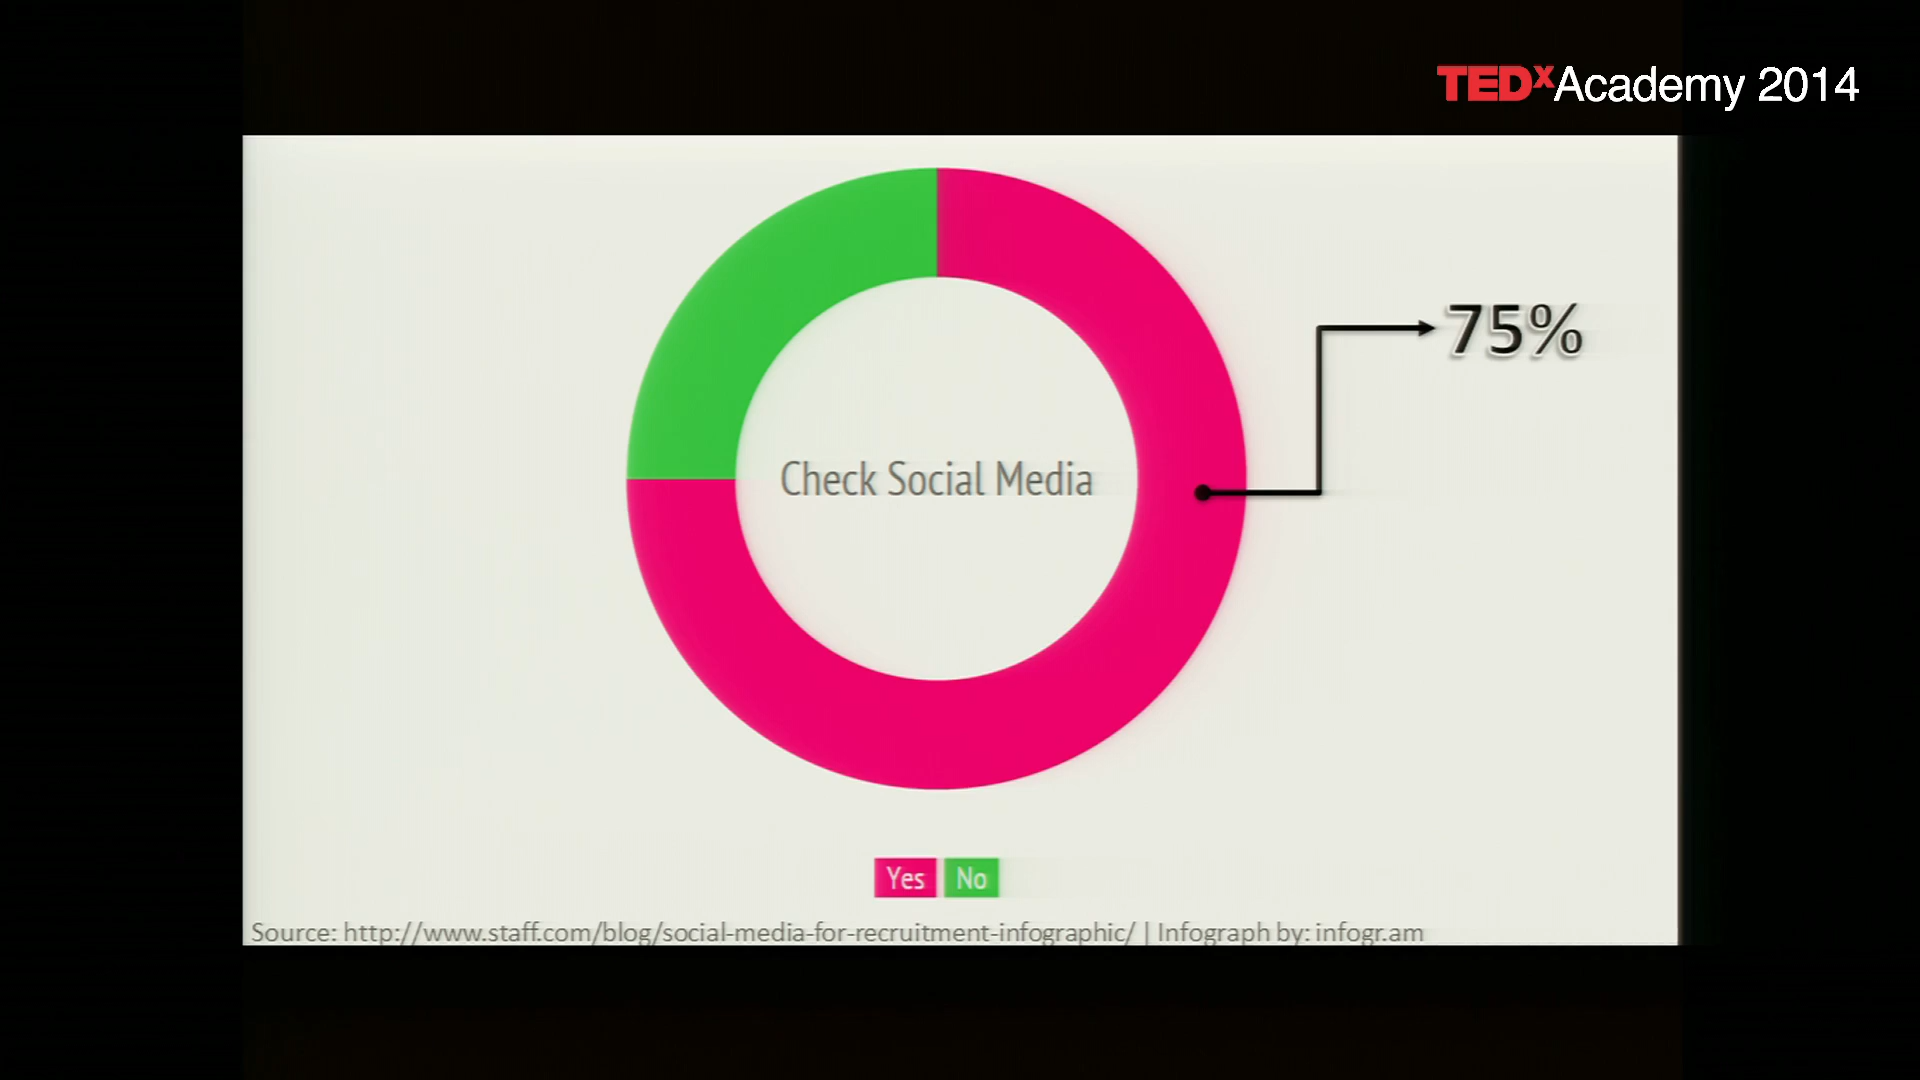 TEDxAcademy 2014
75%
Check Social Media
Yes No
Source: http://www.staff.com/blog/social-media-for-recruitment-infographic/ | Infograph by: infogr.am